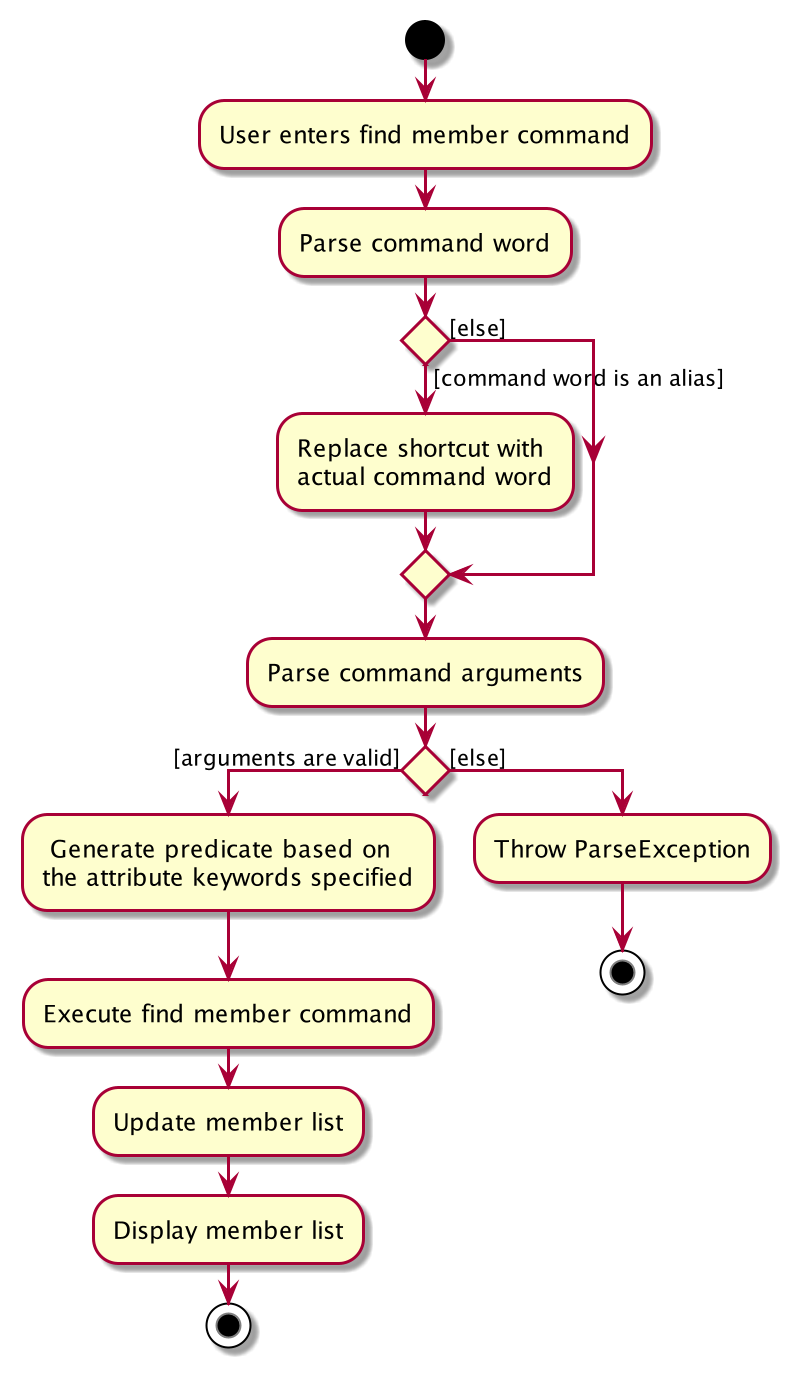 User enters find member command
Parse command word
[else]
[command word is an alias]
Replace shortcut with
actual command word
Parse command arguments
[arguments are valid]
[else]
Generate predicate based on
the attribute keywords specified
Throw ParseException
Execute find member command
Update member list
Display member list